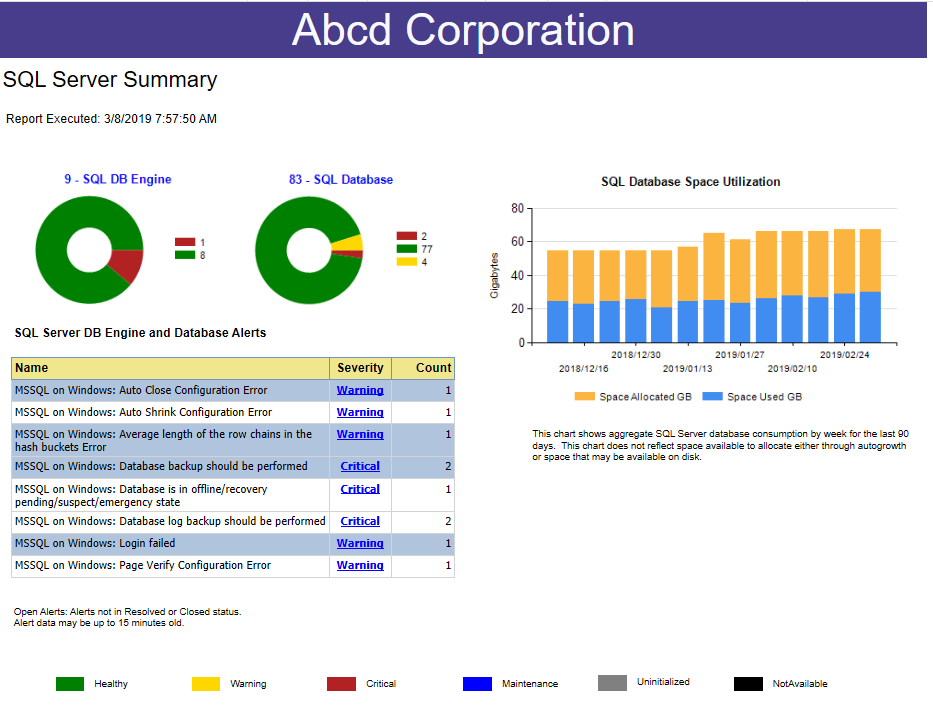 Abcd Corporation
SQL Server Summary
Report Executed: 3/8/2019 7:57:50 AM
9 - SQL DB Engine
1
8
83 - SQL Database
2
77
4
SQL Database Space Utilization
Gigabytes
80
60
40
20
0
2018/12/30 2019/01/27 2019/02/24
2018/12/16 2019/01/13 2019/02/10
Space Allocated GB Space Used GB
This chart shows aggregate SQL Server database consumption by week for the last 90
days. This chart does not reflect space available to allocate either through autogrowth
or space that may be available on disk.
SQL Server DB Engine and Database Alerts
Name Severity Count
MSSQL on Windows: Auto Close Configuration Error Warning 1
MSSQL on Windows: Auto Shrink Configuration Error Warning 1
MSSQL on Windows: Average length of the row chains in the Warning 1
hash buckets Error
MSSQL on Windows: Database backup should be performed Critical 2
MSSQL on Windows: Database is in offline/recovery Critical 1
pending/suspect/emergency state
MSSQL on Windows: Database log backup should be performed Critical 2
MSSQL on Windows: Login failed Warning 1
MSSQL on Windows: Page Verify Configuration Error Warning 1
Open Alerts: Alerts not in Resolved or Closed status.
Alert data may be up to 15 minutes old.
Healthy Warning Critical Maintenance Uninitialized NotAvailable